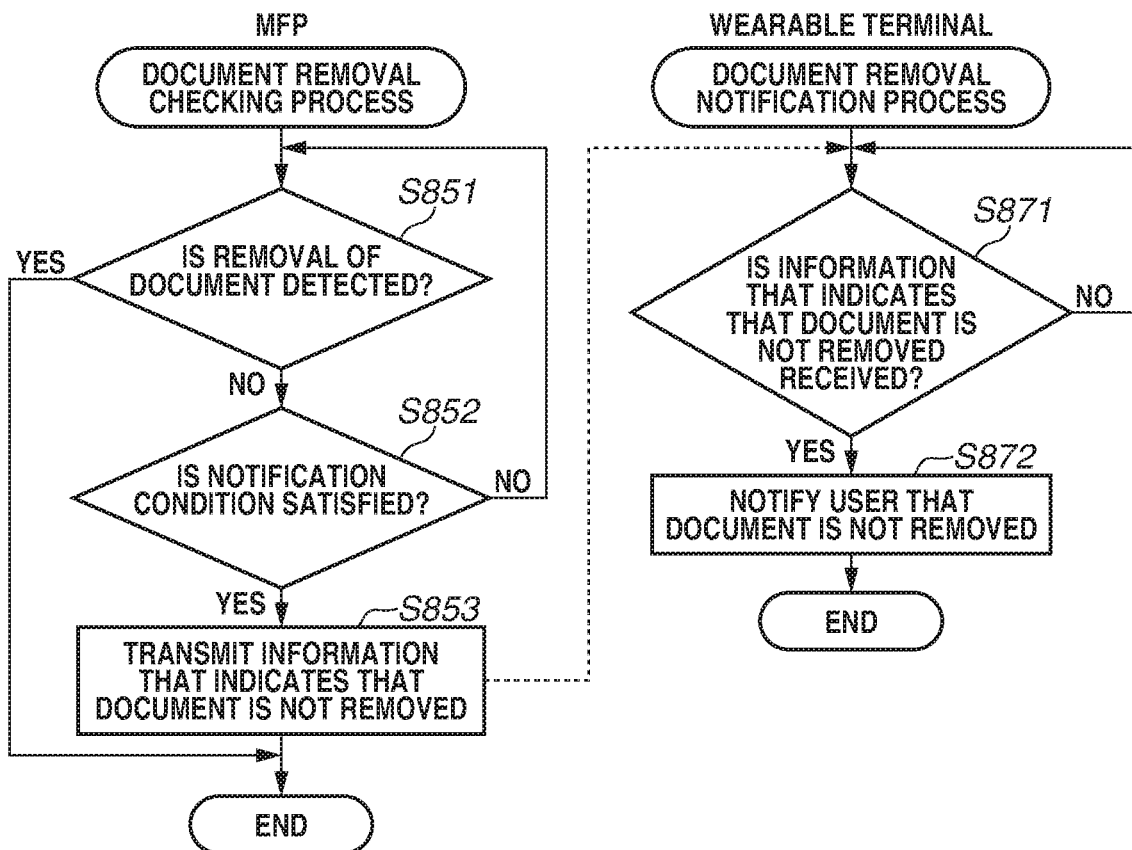 MFP
DOCUMENT REMOVAL
CHECKING PROCESS
S851
YES
IS REMOVAL OF
DOCUMENT DETECTED?
NO
S852
IS NOTIFICATION
CONDITION SATISFIED?
NO
YES
S853
TRANSMIT INFORMATION
THAT INDICATES THAT
DOCUMENT IS NOT REMOVED
END
WEARABLE TERMINAL
DOCUMENT REMOVAL
NOTIFICATION PROCESS
S871
IS INFORMATION
THAT INDICATES
THAT DOCUMENT IS
NOT REMOVED
RECEIVED?
NO
YES
S872
NOTIFY USER THAT
DOCUMENT IS NOT REMOVED
END